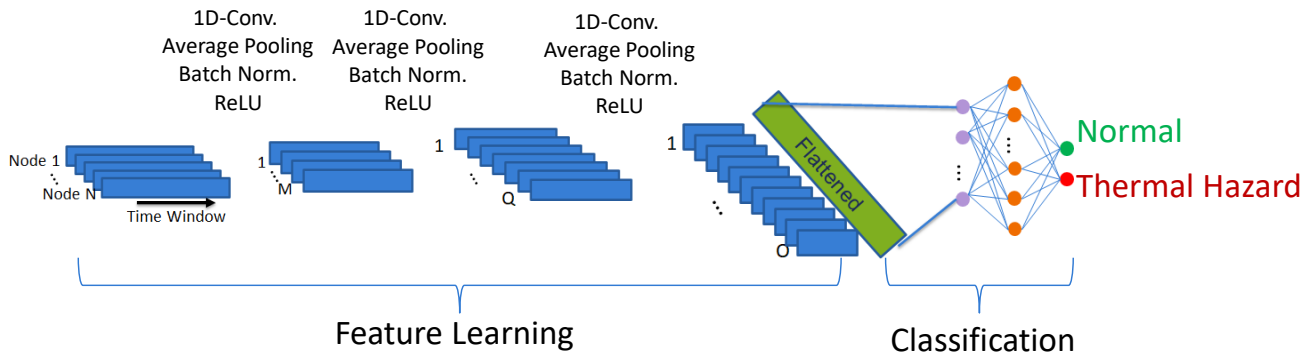 1D-Conv.
Average Pooling
Batch Norm.
ReLU
1D-Conv.
Average Pooling
Batch Norm.
ReLU
1D-Conv.
Average Pooling
Batch Norm.
ReLU
Node 1
Node N
Time Window
1
M
1
Q
1
O
Flattened
Normal
Thermal Hazard
Feature Learning
Classification